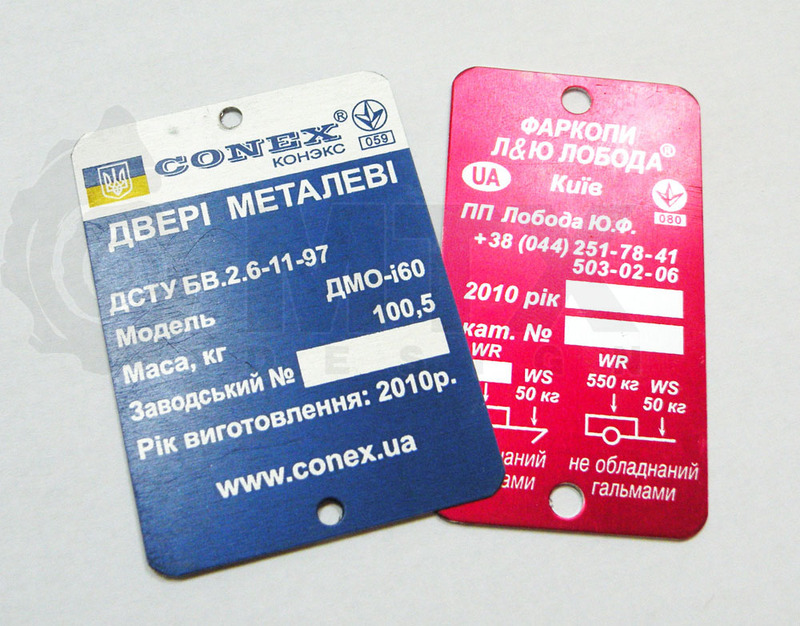 CONEX®
КОНЭКС
059
ДВЕРІ МЕТАЛЕВІ
ДСТУ БВ.2.6-11-97
Модель ДМО-і60
Маса, кг 100,5
Заводський №
Рік виготовлення: 2010р.
www.conex.ua
ФАРКОПИ
Л&Ю ЛОБОДА®
UA Київ
080
ПП Лобода Ю.Ф.
+38 (044) 251-78-41
503-02-06
2010 рік
кат. №
WR
WS
50 кг
WR
550 кг
WS
50 кг
не обладнаний
гальмами
MTX
DESIGN